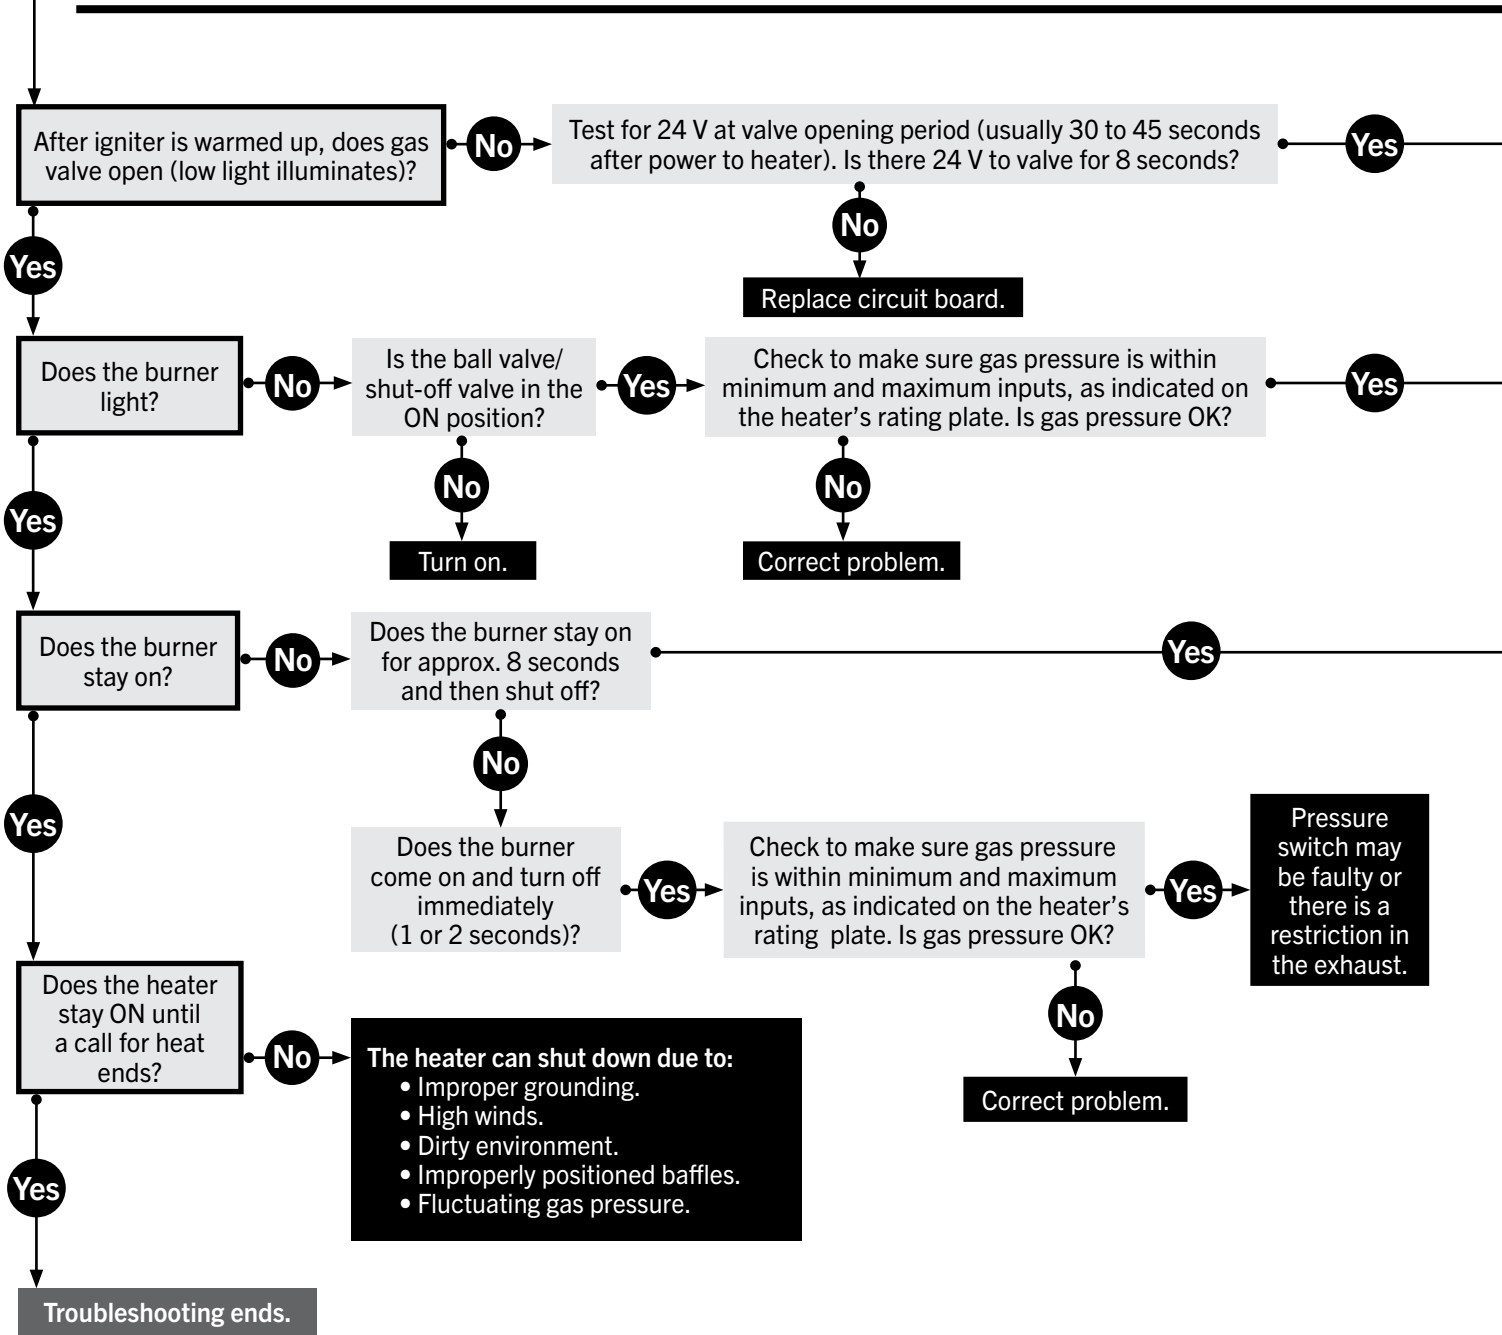 After igniter is warmed up, does gas
valve open (low light illuminates)?
No
Test for 24 V at valve opening period (usually 30 to 45 seconds
after power to heater). Is there 24 V to valve for 8 seconds?
Yes
No
Replace circuit board.
Yes
Does the burner
light?
No
Is the ball valve/
shut-off valve in the
ON position?
Yes
Check to make sure gas pressure is within
minimum and maximum inputs, as indicated on
the heater's rating plate. Is gas pressure OK?
Yes
No
Turn on.
No
Correct problem.
Yes
Does the burner
stay on?
No
Does the burner stay on
for approx. 8 seconds
and then shut off?
Yes
No
Does the burner
come on and turn off
immediately
(1 or 2 seconds)?
Yes
Check to make sure gas pressure
is within minimum and maximum
inputs, as indicated on the heater's
rating plate. Is gas pressure OK?
Yes
Pressure
switch may
be faulty or
there is a
restriction in
the exhaust.
No
Correct problem.
Yes
Does the heater
stay ON until
a call for heat
ends?
No
The heater can shut down due to:
• Improper grounding.
• High winds.
• Dirty environment.
• Improperly positioned baffles.
• Fluctuating gas pressure.
Yes
Troubleshooting ends.